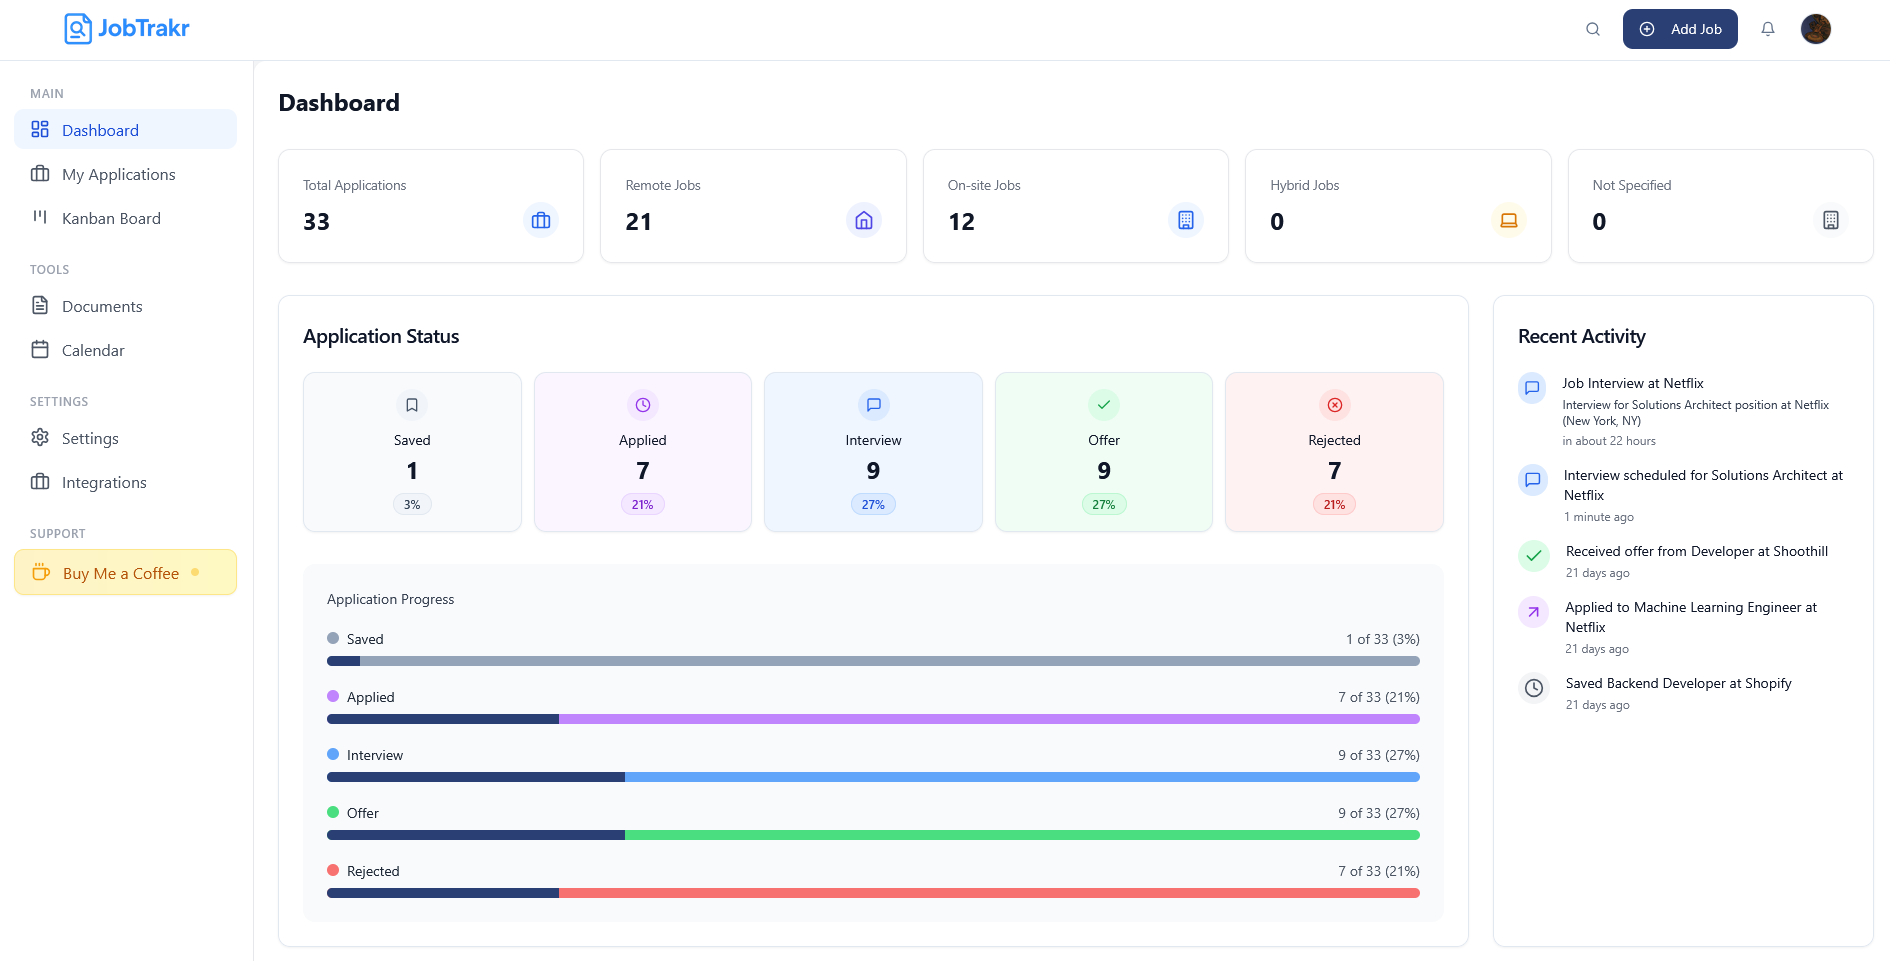 JobTrakr
Add Job
MAIN
Dashboard
My Applications
Kanban Board
TOOLS
Documents
Calendar
SETTINGS
Settings
Integrations
SUPPORT
Buy Me a Coffee
Dashboard
Total Applications
33
Remote Jobs
21
On-site Jobs
12
Hybrid Jobs
0
Not Specified
0
Application Status
Saved
1
3%
Applied
7
21%
Interview
9
27%
Offer
9
27%
Rejected
7
21%
Application Progress
Saved
1 of 33 (3%)
Applied
7 of 33 (21%)
Interview
9 of 33 (27%)
Offer
9 of 33 (27%)
Rejected
7 of 33 (21%)
Recent Activity
Job Interview at Netflix
Interview for Solutions Architect position at Netflix
(New York, NY)
in about 22 hours
Interview scheduled for Solutions Architect at
Netflix
1 minute ago
Received offer from Developer at Shoothill
21 days ago
Applied to Machine Learning Engineer at
Netflix
21 days ago
Saved Backend Developer at Shopify
21 days ago